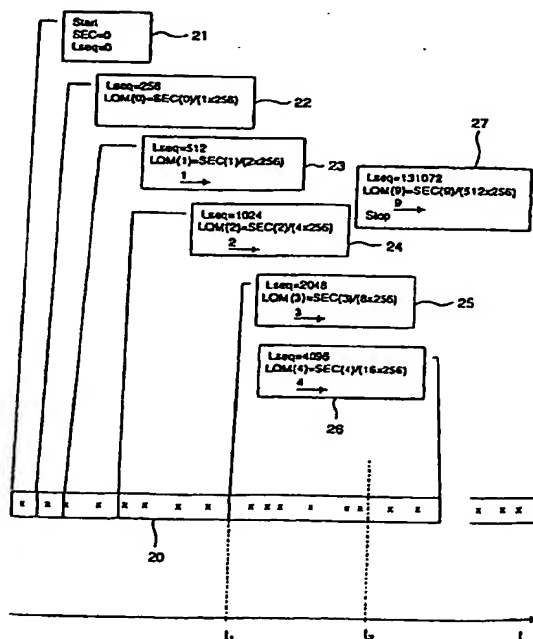 Start
SEC=0
Lseq=0
21
Lseq=256
LOM(0)=SEC(0)/(1x256)
22
Lseq=512
LOM(1)=SEC(1)/(2x256)
1
23
27
Lseq=131072
LOM(9)=SEC(9)/(512x256)
9
Stop
Lseq=1024
LOM(2)=SEC(2)/(4x256)
2
24
Lseq=2048
LOM(3)=SEC(3)/(8x256)
3
25
Lseq=4096
LOM(4)=SEC(4)/(16x256)
4
26
x x x x x x x x x x x x x x x x x x x
20
t₁ t₂ t